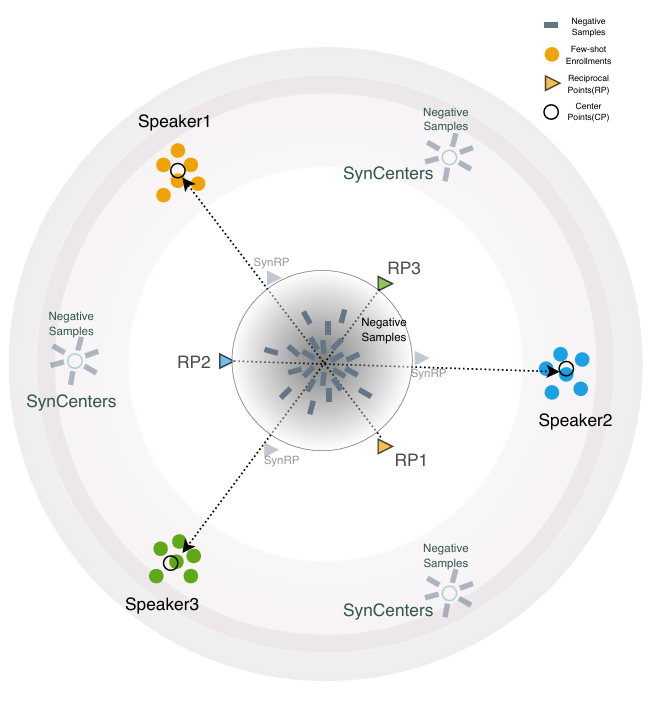 Negative
Samples
Few-shot
Enrollments
Reciprocal
Points(RP)
Center
Points(CP)
Speaker1
Negative
Samples
SynCenters
SynRP
RP3
Negative
Samples
Negative
Samples
RP2
SynRP
SynCenters
Speaker2
SynRP
RP1
Negative
Samples
Speaker3
SynCenters